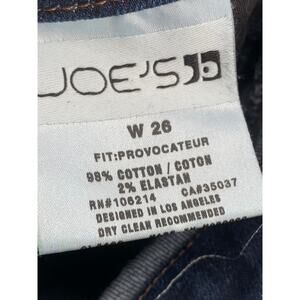 JOE'S
W 26
FIT:PROVOCATEUR
98% COTTON / COTON
2% ELASTAN
RN#106214 CA#35037
DESIGNED IN LOS ANGELES
DRY CLEAN RECOMMENDED